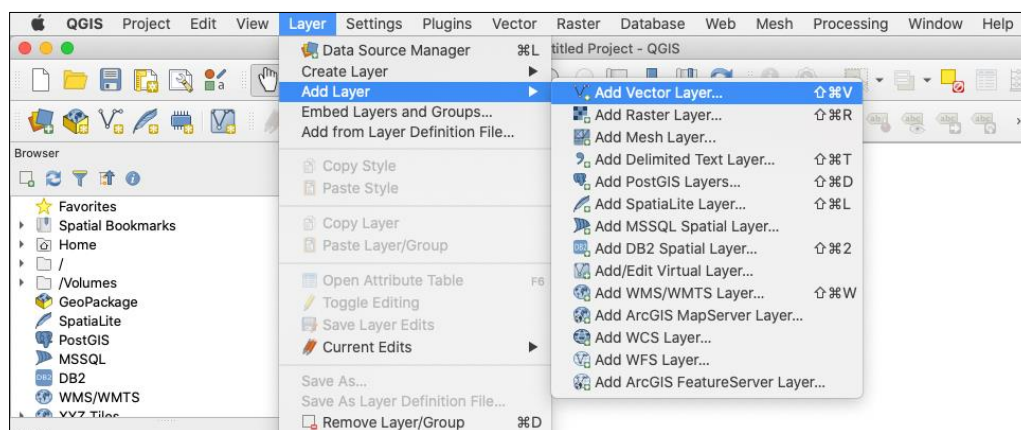 QGIS Project Edit View Layer Settings Plugins Vector Raster Database Web Mesh Processing Window Help
titled Project - QGIS
Data Source Manager ⌘L
Create Layer
Add Layer
Embed Layers and Groups...
Add from Layer Definition File...
Copy Style
Paste Style
Copy Layer
Paste Layer/Group
Open Attribute Table F6
Toggle Editing
Save Layer Edits
Current Edits
Save As...
Save As Layer Definition File...
Remove Layer/Group ⌘D
Add Vector Layer... ⇧⌘V
Add Raster Layer... ⇧⌘R
Add Mesh Layer...
Add Delimited Text Layer... ⇧⌘T
Add PostGIS Layers... ⇧⌘D
Add SpatiaLite Layer... ⇧⌘L
Add MSSQL Spatial Layer...
Add DB2 Spatial Layer... ⇧⌘2
Add/Edit Virtual Layer...
Add WMS/WMTS Layer... ⇧⌘W
Add ArcGIS MapServer Layer...
Add WCS Layer...
Add WFS Layer...
Add ArcGIS FeatureServer Layer...
Browser
Favorites
Spatial Bookmarks
Home
/
/Volumes
GeoPackage
SpatiaLite
PostGIS
MSSQL
DB2 DB2
WMS/WMTS
XYZ Tiles